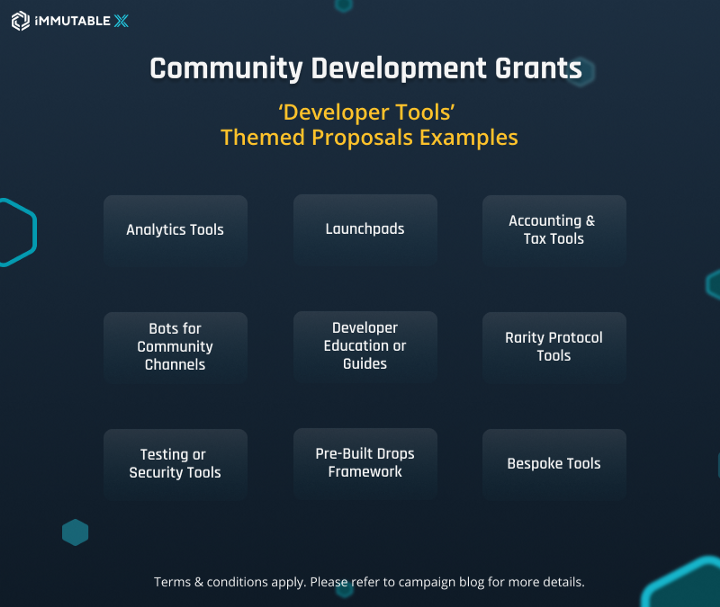 iMMUTABLE X
Community Development Grants
‘Developer Tools’
Themed Proposals Examples
Analytics Tools
Launchpads
Accounting &
Tax Tools
Bots for
Community
Channels
Developer
Education or
Guides
Rarity Protocol
Tools
Testing or
Security Tools
Pre-Built Drops
Framework
Bespoke Tools
Terms & conditions apply. Please refer to campaign blog for more details.